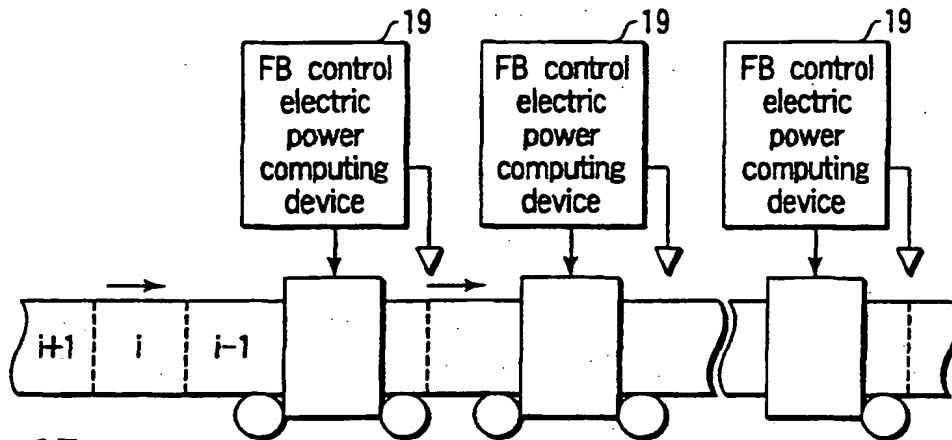 19
19
19
FB control
electric
power
computing
device
FB control
electric
power
computing
device
FB control
electric
power
computing
device
i+1
i
i-1